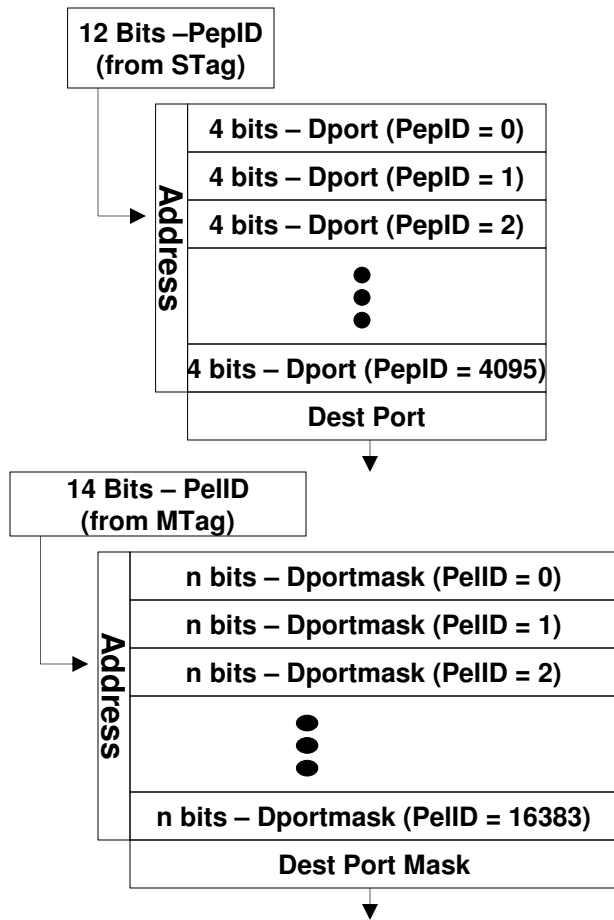 12 Bits –PepID
(from STag)
Address
4 bits – Dport (PepID = 0)
4 bits – Dport (PepID = 1)
4 bits – Dport (PepID = 2)
4 bits – Dport (PepID = 4095)
Dest Port
14 Bits – PelID
(from MTag)
Address
n bits – Dportmask (PelID = 0)
n bits – Dportmask (PelID = 1)
n bits – Dportmask (PelID = 2)
n bits – Dportmask (PelID = 16383)
Dest Port Mask